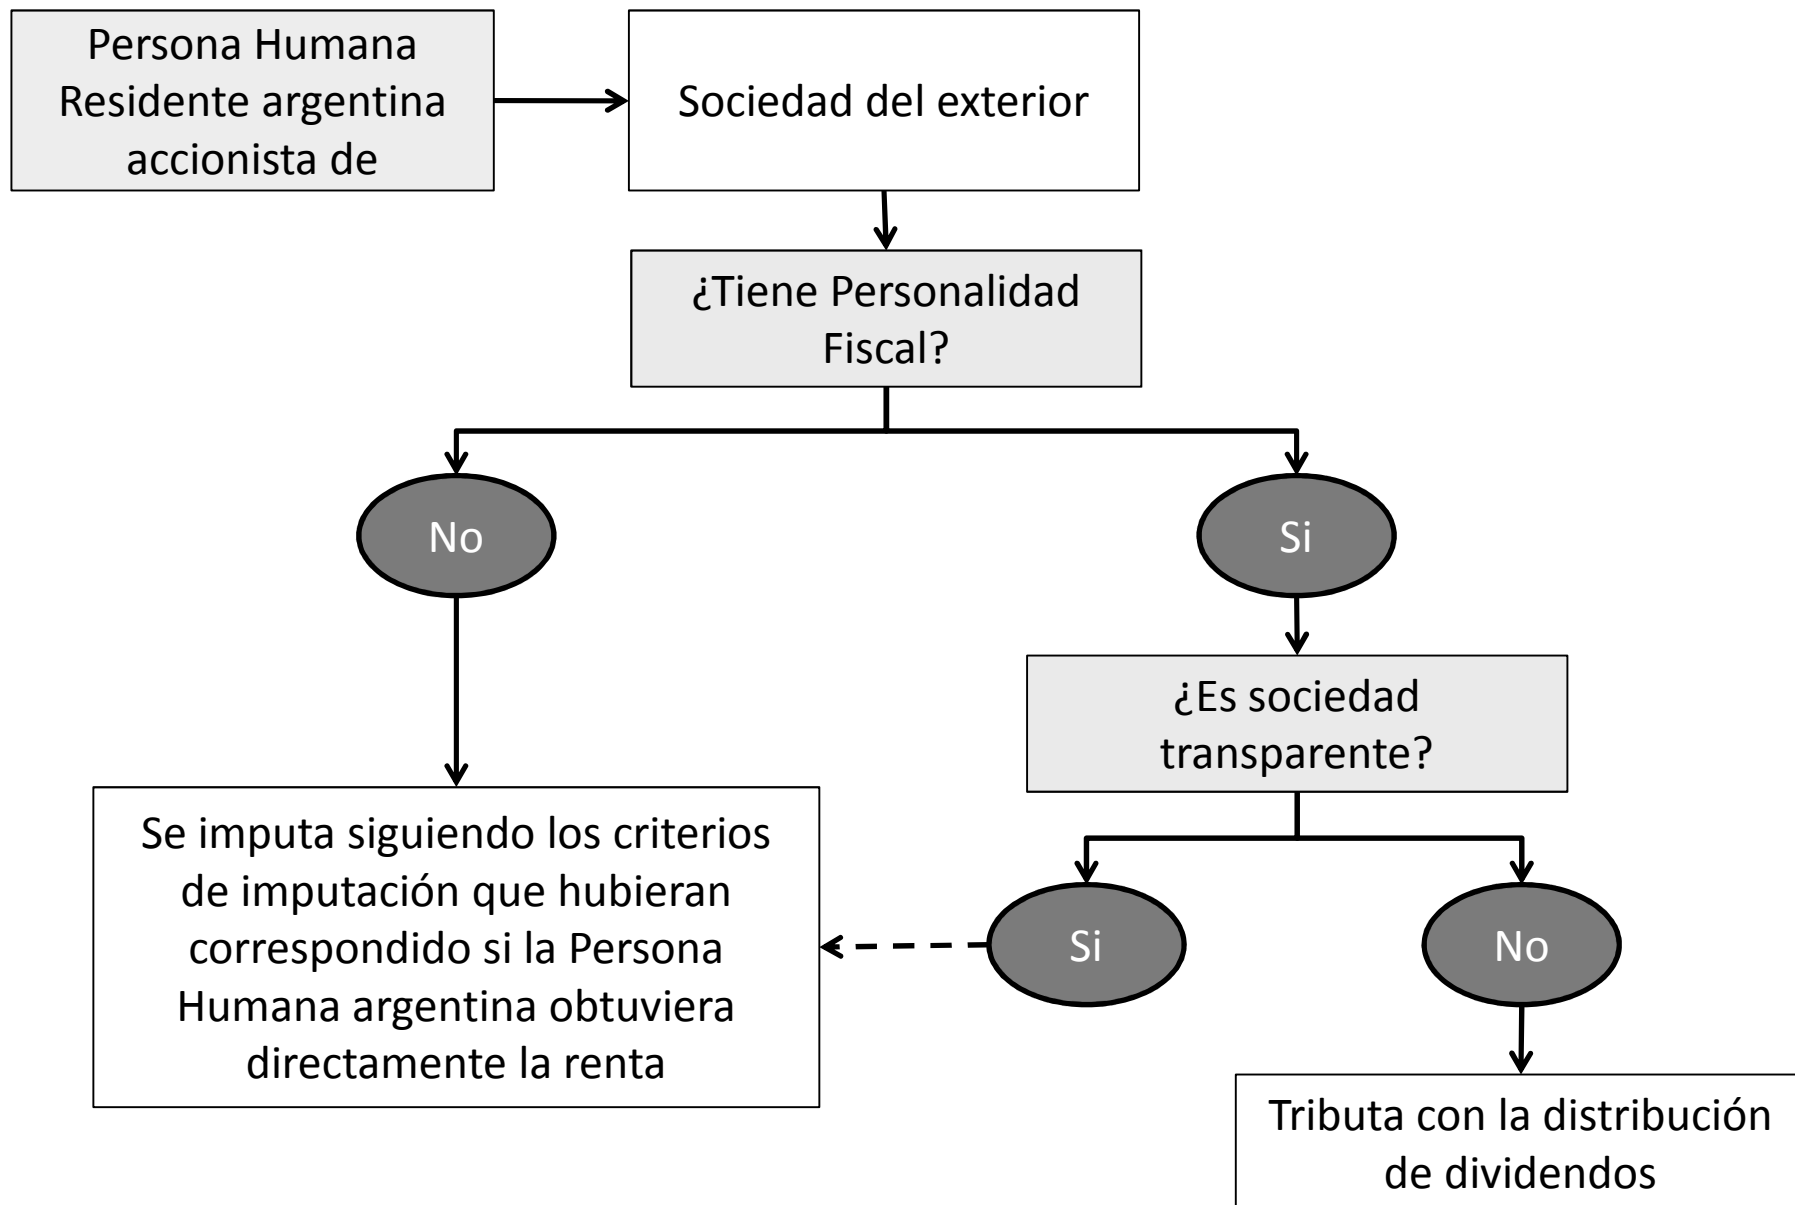 Persona Humana
Residente argentina
accionista de
Sociedad del exterior
¿Tiene Personalidad
Fiscal?
No
Si
¿Es sociedad
transparente?
Se imputa siguiendo los criterios
de imputación que hubieran
correspondido si la Persona
Humana argentina obtuviera
directamente la renta
Si
No
Tributa con la distribución
de dividendos